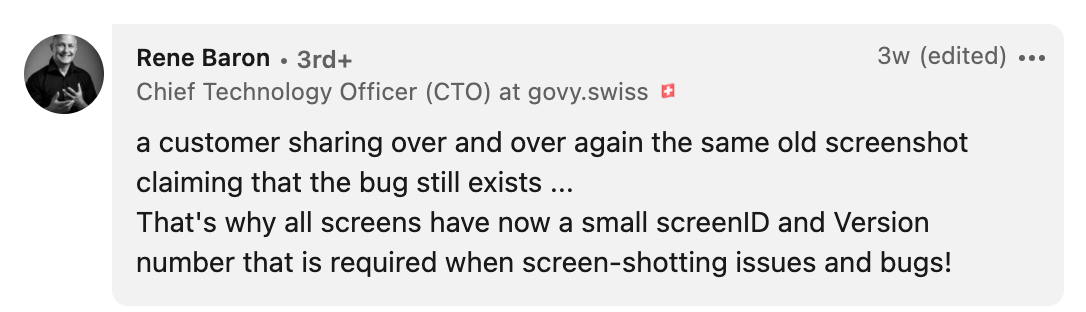 Rene Baron • 3rd+
3w (edited) •••
Chief Technology Officer (CTO) at govy.swiss 🇨🇭
a customer sharing over and over again the same old screenshot
claiming that the bug still exists ...
That's why all screens have now a small screenID and Version
number that is required when screen-shotting issues and bugs!